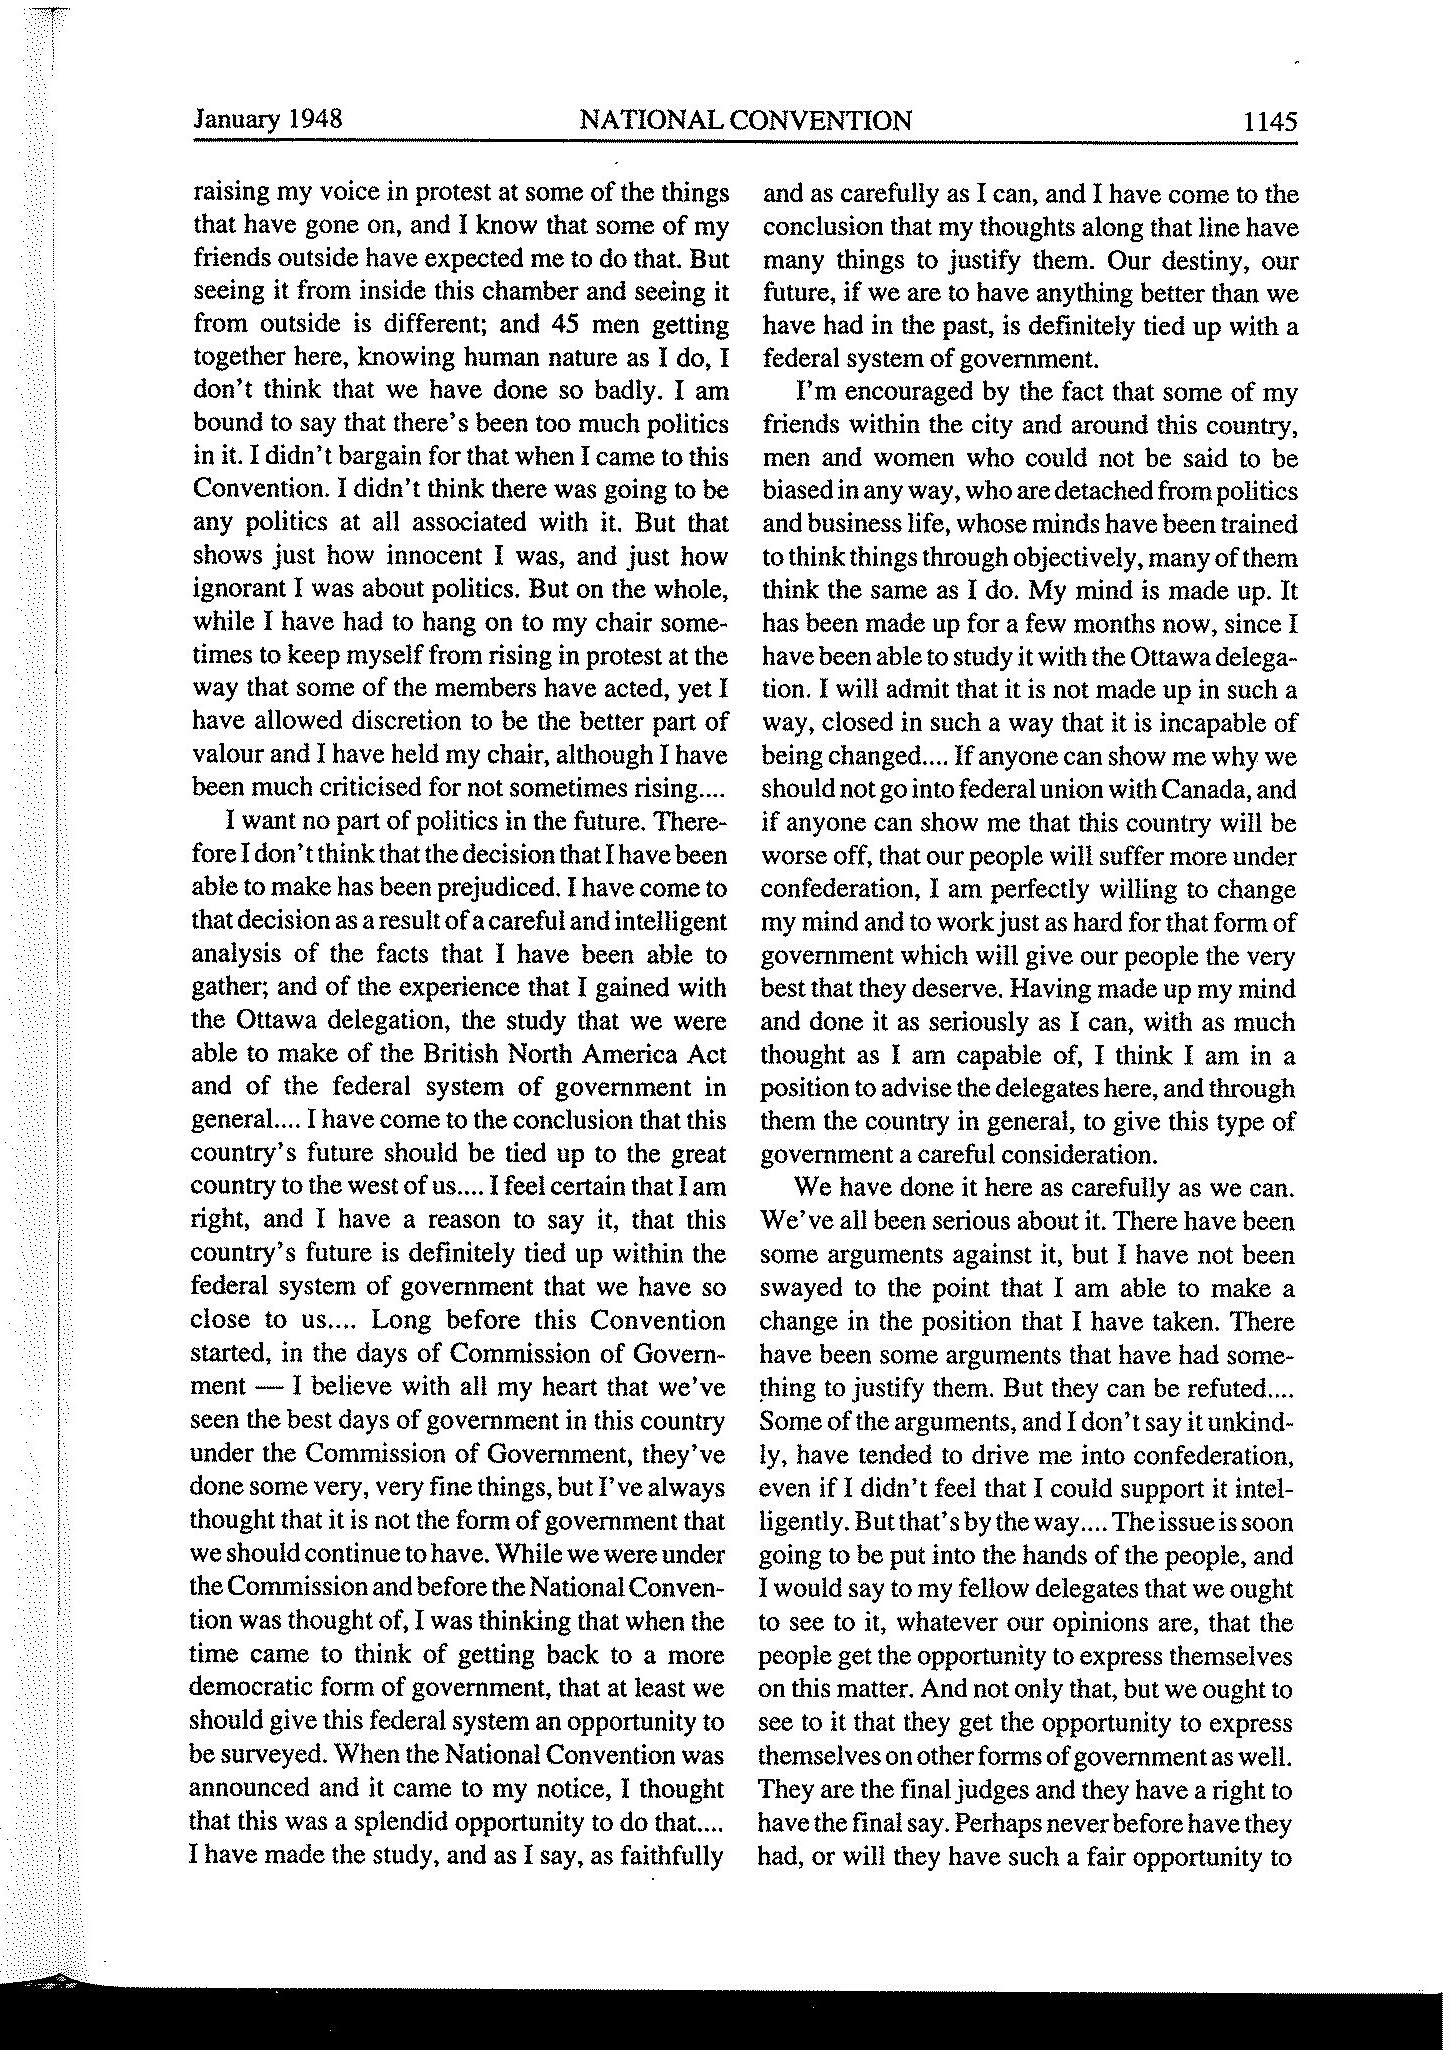 January 1948 NATIONAL CONVENTION 1145
raising my voice in protest at some of the things
that have gone on, and I know that some of my
friends outside have expected me to do that. But
seeing it from inside this chamber and seeing it
from outside is different; and 45 men getting
together here, knowing human nature as I do, I
don't think that we have done so badly. I am
bound to say that there's been too much politics
in it. I didn't bargain for that when I came to this
Convention. I didn't think there was going to be
any politics at all associated with it. But that
shows just how innocent I was, and just how
ignorant I was about politics. But on the whole,
while I have had to hang on to my chair some-
times to keep myself from rising in protest at the
way that some of the members have acted, yet I
have allowed discretion to be the better part of
valour and I have held my chair, although I have
been much criticised for not sometimes rising....
I want no part of politics in the future. There-
fore I don't think that the decision that I have been
able to make has been prejudiced. I have come to
that decision as a result of a careful and intelligent
analysis of the facts that I have been able to
gather; and of the experience that I gained with
the Ottawa delegation, the study that we were
able to make of the British North America Act
and of the federal system of government in
general.... I have come to the conclusion that this
country's future should be tied up to the great
country to the west of us.... I feel certain that I am
right, and I have a reason to say it, that this
country's future is definitely tied up within the
federal system of government that we have so
close to us.... Long before this Convention
started, in the days of Commission of Govern-
ment — I believe with all my heart that we've
seen the best days of government in this country
under the Commission of Government, they've
done some very, very fine things, but I've always
thought that it is not the form of government that
we should continue to have. While we were under
the Commission and before the National Conven-
tion was thought of, I was thinking that when the
time came to think of getting back to a more
democratic form of government, that at least we
should give this federal system an opportunity to
be surveyed. When the National Convention was
announced and it came to my notice, I thought
that this was a splendid opportunity to do that....
I have made the study, and as I say, as faithfully
and as carefully as I can, and I have come to the
conclusion that my thoughts along that line have
many things to justify them. Our destiny, our
future, if we are to have anything better than we
have had in the past, is definitely tied up with a
federal system of government.
I'm encouraged by the fact that some of my
friends within the city and around this country,
men and women who could not be said to be
biased in any way, who are detached from politics
and business life, whose minds have been trained
to think things through objectively, many of them
think the same as I do. My mind is made up. It
has been made up for a few months now, since I
have been able to study it with the Ottawa delega-
tion. I will admit that it is not made up in such a
way, closed in such a way that it is incapable of
being changed.... If anyone can show me why we
should not go into federal union with Canada, and
if anyone can show me that this country will be
worse off, that our people will suffer more under
confederation, I am perfectly willing to change
my mind and to work just as hard for that form of
government which will give our people the very
best that they deserve. Having made up my mind
and done it as seriously as I can, with as much
thought as I am capable of, I think I am in a
position to advise the delegates here, and through
them the country in general, to give this type of
government a careful consideration.
We have done it here as carefully as we can.
We've all been serious about it. There have been
some arguments against it, but I have not been
swayed to the point that I am able to make a
change in the position that I have taken. There
have been some arguments that have had some-
thing to justify them. But they can be refuted....
Some of the arguments, and I don't say it unkind-
ly, have tended to drive me into confederation,
even if I didn't feel that I could support it intel-
ligently. But that's by the way.... The issue is soon
going to be put into the hands of the people, and
I would say to my fellow delegates that we ought
to see to it, whatever our opinions are, that the
people get the opportunity to express themselves
on this matter. And not only that, but we ought to
see to it that they get the opportunity to express
themselves on other forms of government as well.
They are the final judges and they have a right to
have the final say. Perhaps never before have they
had, or will they have such a fair opportunity to